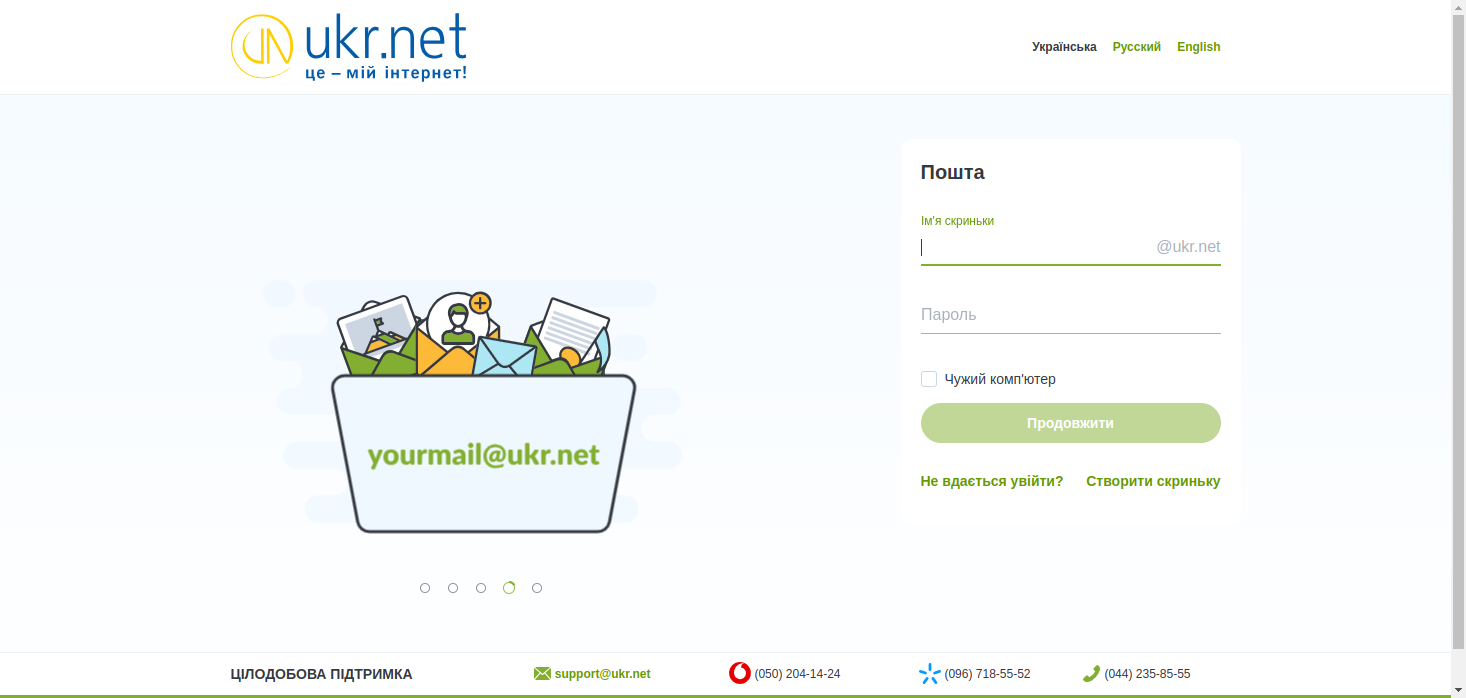 ukr.net
це – мій інтернет!
Українська Русский English
Пошта
Ім'я скриньки
@ukr.net
Пароль
Чужий комп'ютер
Продовжити
Не вдається увійти? Створити скриньку
yourmail@ukr.net
ЦІЛОДОБОВА ПІДТРИМКА support@ukr.net (050) 204-14-24 (096) 718-55-52 (044) 235-85-55